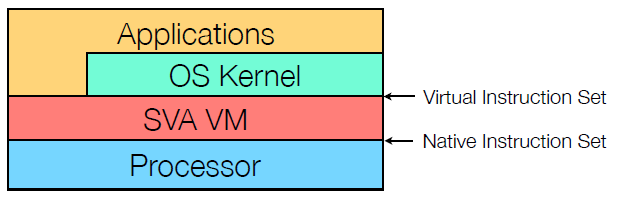 Applications
OS Kernel
Virtual Instruction Set
SVA VM
Native Instruction Set
Processor